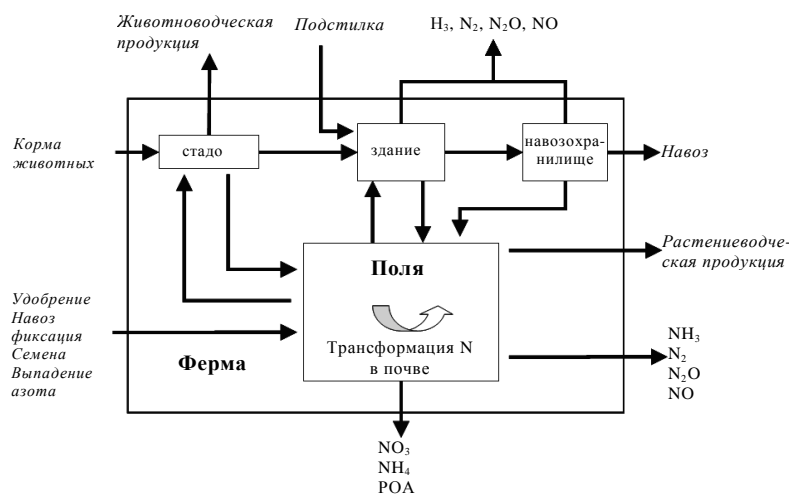 Животноводческая
продукция
Подстилка
H₃, N₂, N₂O, NO
Корма
животных
стадо
здание
навозохра-
нилище
Навоз
Поля
Растениеводче-
ская продукция
Удобрение
Навоз
фиксация
Семена
Выпадение
азота
Ферма
Трансформация N
в почве
NH₃
N₂
N₂O
NO
NO₃
NH₄
POA